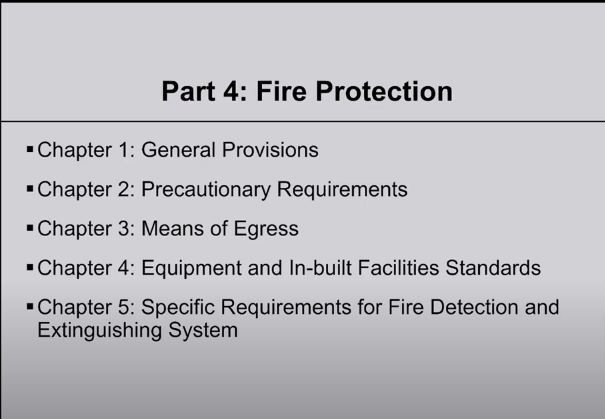 Part 4: Fire Protection
▪Chapter 1: General Provisions
▪Chapter 2: Precautionary Requirements
▪Chapter 3: Means of Egress
▪Chapter 4: Equipment and In-built Facilities Standards
▪Chapter 5: Specific Requirements for Fire Detection and
Extinguishing System